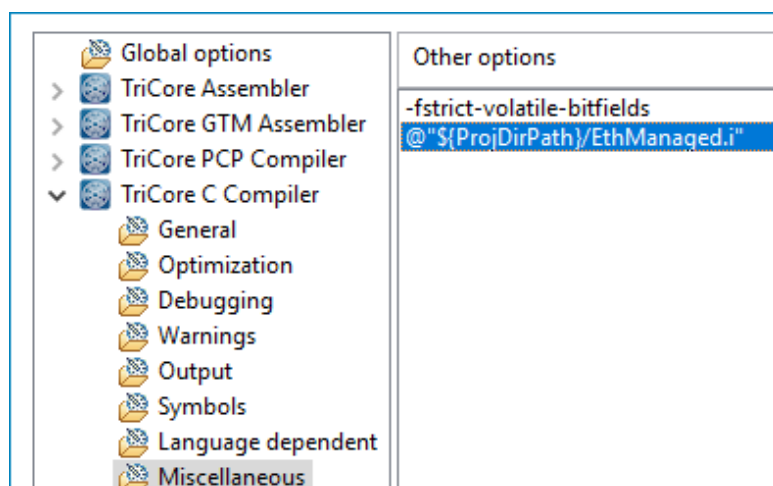 Global options
TriCore Assembler
TriCore GTM Assembler
TriCore PCP Compiler
TriCore C Compiler
General
Optimization
Debugging
Warnings
Output
Symbols
Language dependent
Miscellaneous
Other options
-fstrict-volatile-bitfields
@"${ProjDirPath}/EthManaged.i"